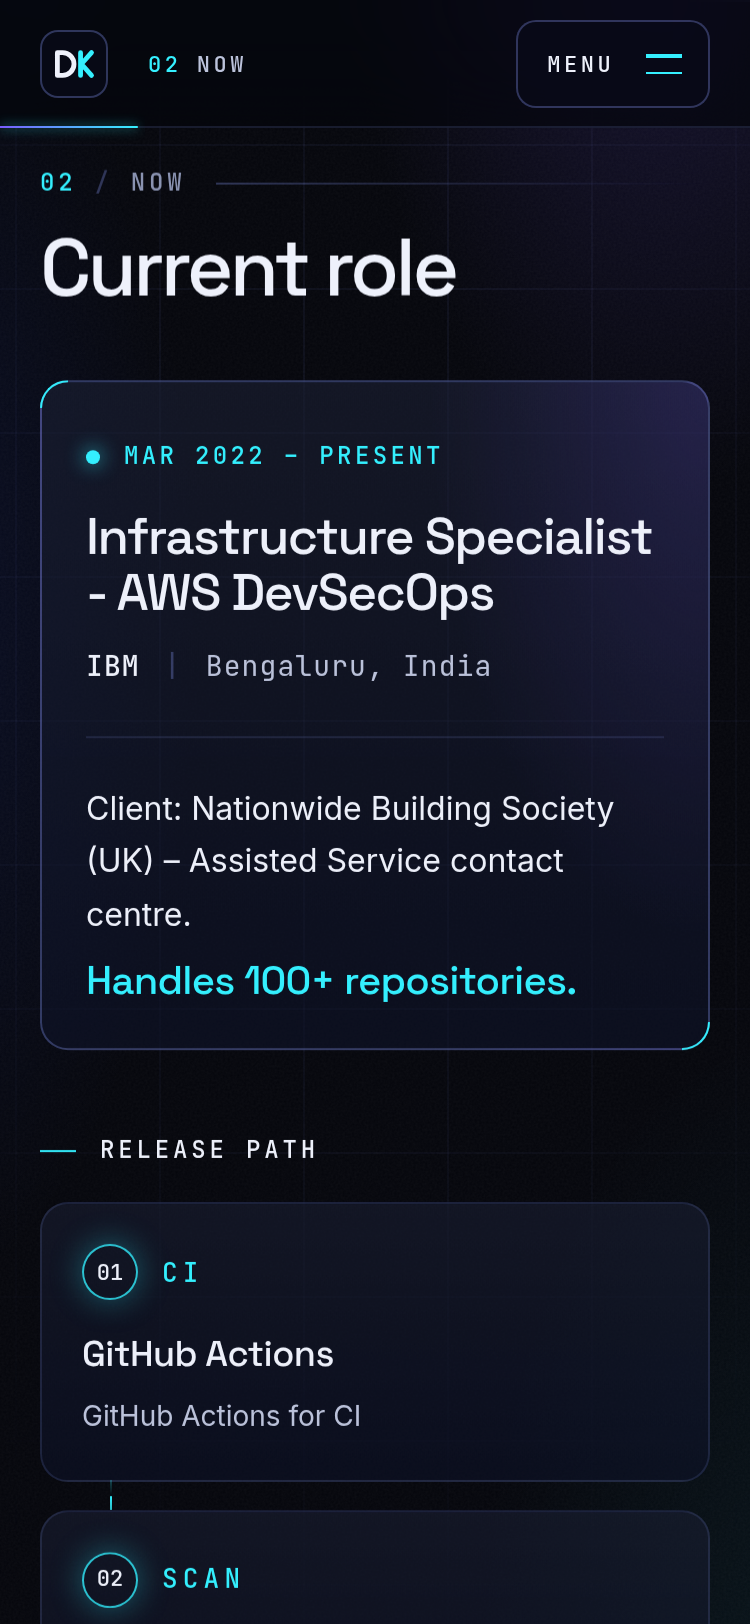 DK 02 NOW MENU
02 / NOW
Current role
MAR 2022 – PRESENT
Infrastructure Specialist
- AWS DevSecOps
IBM | Bengaluru, India
Client: Nationwide Building Society
(UK) – Assisted Service contact
centre.
Handles 100+ repositories.
RELEASE PATH
01 CI
GitHub Actions
GitHub Actions for CI
02 SCAN